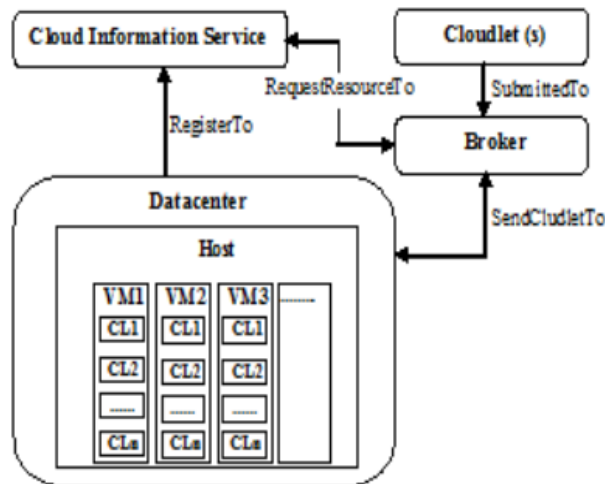 Cloud Information Service
Cloudlet (s)
RequestResourceTo
SubmittedTo
RegisterTo
Broker
Datacenter
SendCludletTo
Host
VM1 VM2 VM3 ........
CL1 CL1 CL1
CL2 CL2 CL2
...... ...... ......
CLn CLn CLn